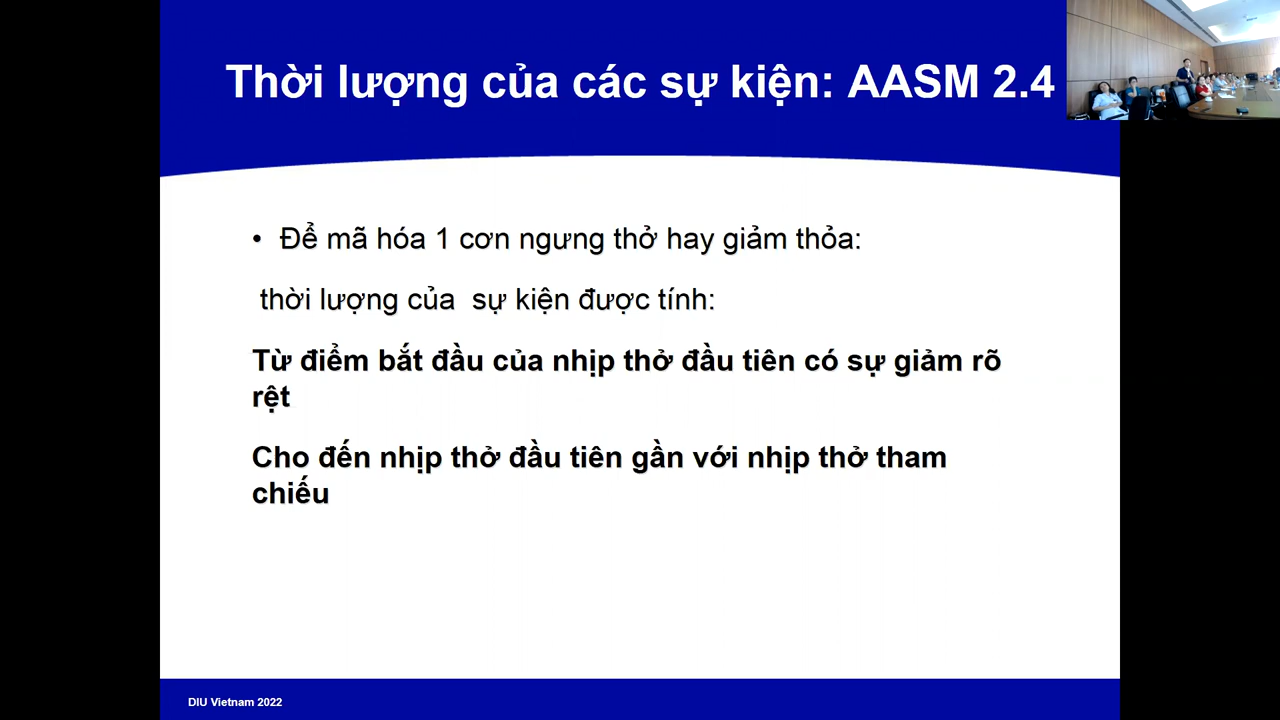 Thời lượng của các sự kiện: AASM 2.4
• Để mã hóa 1 cơn ngưng thở hay giảm thỏa:
thời lượng của sự kiện được tính:
Từ điểm bắt đầu của nhịp thở đầu tiên có sự giảm rõ
rệt
Cho đến nhịp thở đầu tiên gần với nhịp thở tham
chiếu
DIU Vietnam 2022